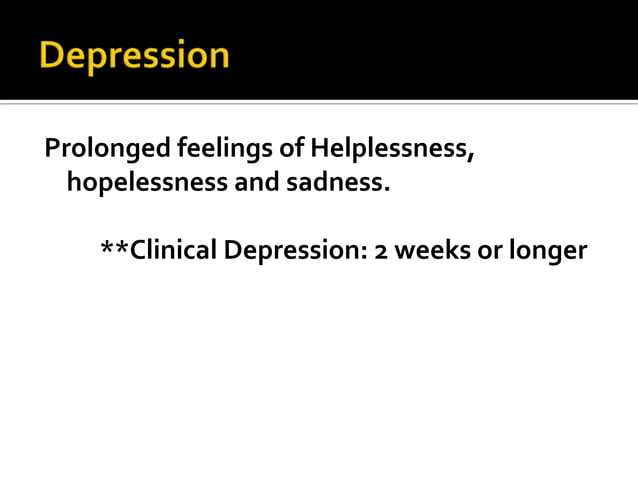 Depression
Prolonged feelings of Helplessness,
hopelessness and sadness.
**Clinical Depression: 2 weeks or longer